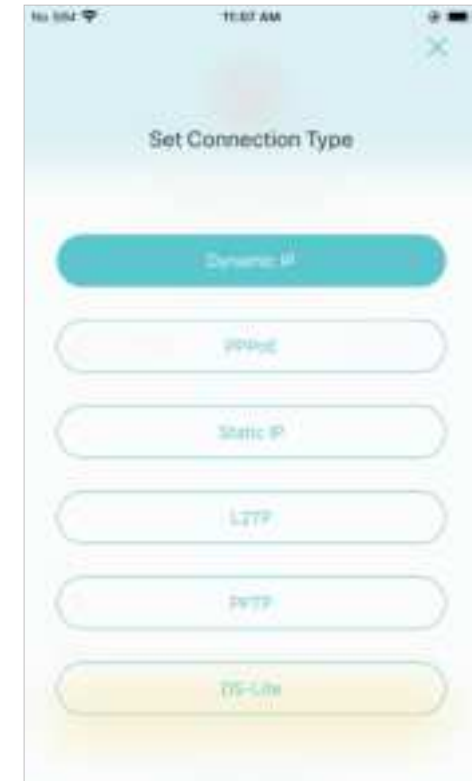 No SIM 11:07 AM
Set Connection Type
Dynamic IP
PPPoE
Static IP
L2TP
PPTP
DS-Lite